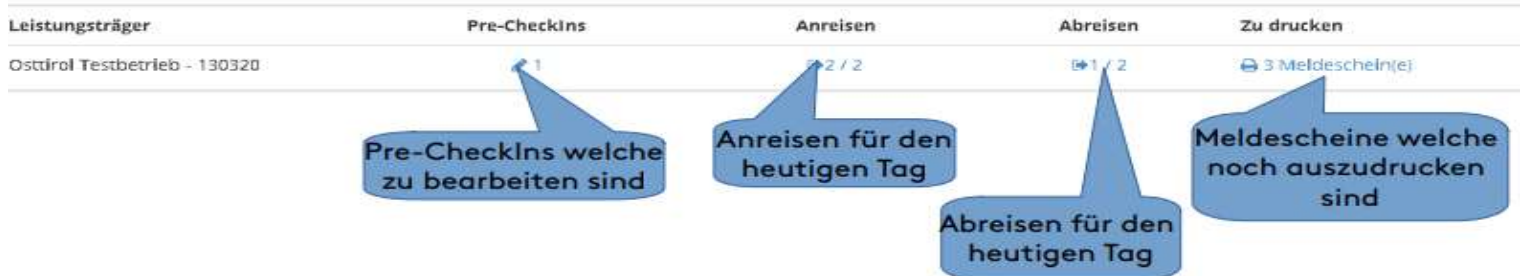 Leistungsträger Pre-CheckIns Anreisen Abreisen Zu drucken
Osttirol Testbetrieb - 130320 1 2 / 2 1 / 2 3 Meldeschein(e)
Pre-CheckIns welche
zu bearbeiten sind
Anreisen für den
heutigen Tag
Abreisen für den
heutigen Tag
Meldescheine welche
noch auszudrucken
sind